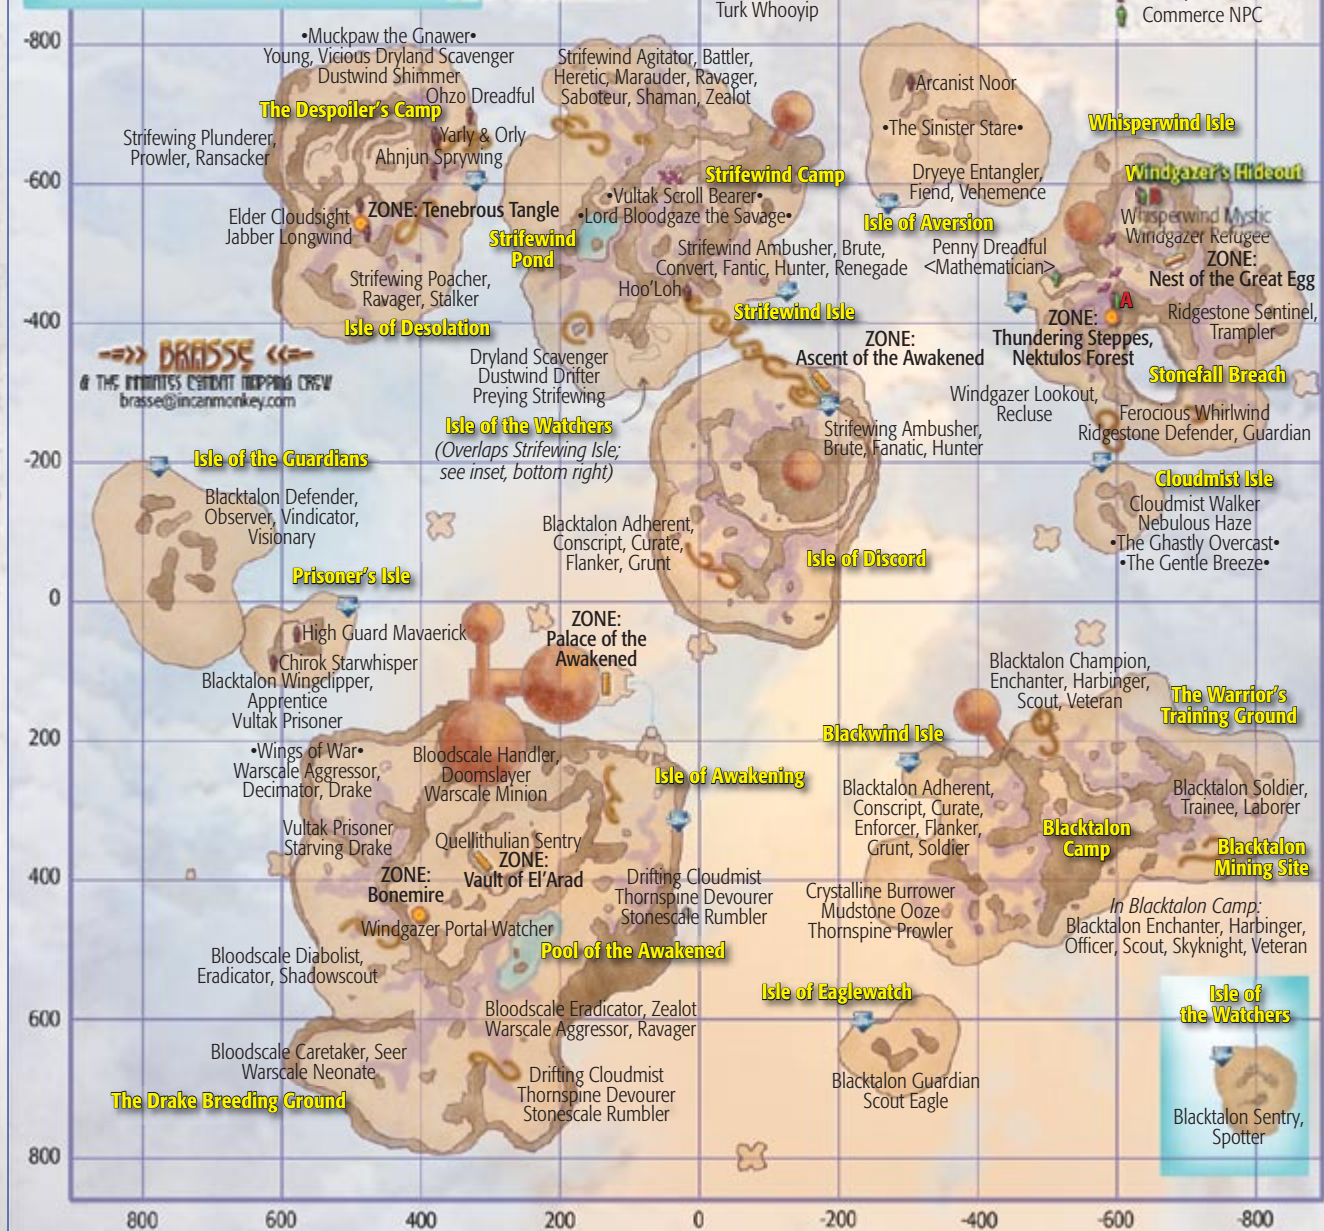 Turk Whooyip
Commerce NPC
-800
•Muckpaw the Gnawer•
Young, Vicious Dryland Scavenger
Dustwind Shimmer
Ohzo Dreadful
The Despoiler's Camp
Yarly & Orly
Ahnjun Sprywing
Strifewing Plunderer,
Prowler, Ransacker
Strifewind Agitator, Battler,
Heretic, Marauder, Ravager,
Saboteur, Shaman, Zealot
Arcanist Noor
•The Sinister Stare•
Dryeye Entangler,
Fiend, Vehemence
Isle of Aversion
Whisperwind Isle
Windgazer's Hideout
Whisperwind Mystic
Windgazer Refugee
-600
Elder Cloudsight
Jabber Longwind
ZONE: Tenebrous Tangle
Strifewind Camp
•Vultak Scroll Bearer•
•Lord Bloodgaze the Savage•
Strifewind
Pond
Strifewind Ambusher, Brute,
Convert, Fantic, Hunter, Renegade
Hoo'Loh
Strifewind Isle
Penny Dreadful
<Mathematician>
ZONE:
Nest of the Great Egg
A
Ridgestone Sentinel,
Trampler
ZONE:
Thundering Steppes,
Nektulos Forest
Stonefall Breach
Strifewing Poacher,
Ravager, Stalker
Isle of Desolation
-400
BRASSE
& THE INMATES COMBAT MAPPING CREW
brasse@incanmonkey.com
Dryland Scavenger
Dustwind Drifter
Preying Strifewing
Isle of the Watchers
(Overlaps Strifewing Isle;
see inset, bottom right)
ZONE:
Ascent of the Awakened
Strifewing Ambusher,
Brute, Fanatic, Hunter
Windgazer Lookout,
Recluse
Ferocious Whirlwind
Ridgestone Defender, Guardian
-200
Isle of the Guardians
Blacktalon Defender,
Observer, Vindicator,
Visionary
Blacktalon Adherent,
Conscript, Curate,
Flanker, Grunt
Isle of Discord
Cloudmist Isle
Cloudmist Walker
Nebulous Haze
•The Ghastly Overcast•
•The Gentle Breeze•
Prisoner's Isle
0
High Guard Mavaerick
Chirok Starwhisper
Blacktalon Wingclipper,
Apprentice
Vultak Prisoner
ZONE:
Palace of the
Awakened
Blacktalon Champion,
Enchanter, Harbinger,
Scout, Veteran
The Warrior's
Training Ground
200
Blackwind Isle
•Wings of War•
Warscale Aggressor,
Decimator, Drake
Bloodscale Handler,
Doomslayer
Warscale Minion
Isle of Awakening
Blacktalon Adherent,
Conscript, Curate,
Enforcer, Flanker,
Grunt, Soldier
Blacktalon Soldier,
Trainee, Laborer
Blacktalon
Camp
Blacktalon
Mining Site
Vultak Prisoner
Starving Drake
Quellithulian Sentry
ZONE:
Vault of El'Arad
ZONE:
Bonemire
400
Drifting Cloudmist
Thornspine Devourer
Stonescale Rumbler
Crystalline Burrower
Mudstone Ooze
Thornspine Prowler
In Blacktalon Camp:
Blacktalon Enchanter, Harbinger,
Officer, Scout, Skyknight, Veteran
Windgazer Portal Watcher
Pool of the Awakened
Bloodscale Diabolist,
Eradicator, Shadowscout
Isle of Eaglewatch
Isle of
the Watchers
600
Bloodscale Eradicator, Zealot
Warscale Aggressor, Ravager
Bloodscale Caretaker, Seer
Warscale Neonate
The Drake Breeding Ground
Drifting Cloudmist
Thornspine Devourer
Stonescale Rumbler
Blacktalon Guardian
Scout Eagle
Blacktalon Sentry,
Spotter
800
800 600 400 200 0 -200 -400 -600 -800